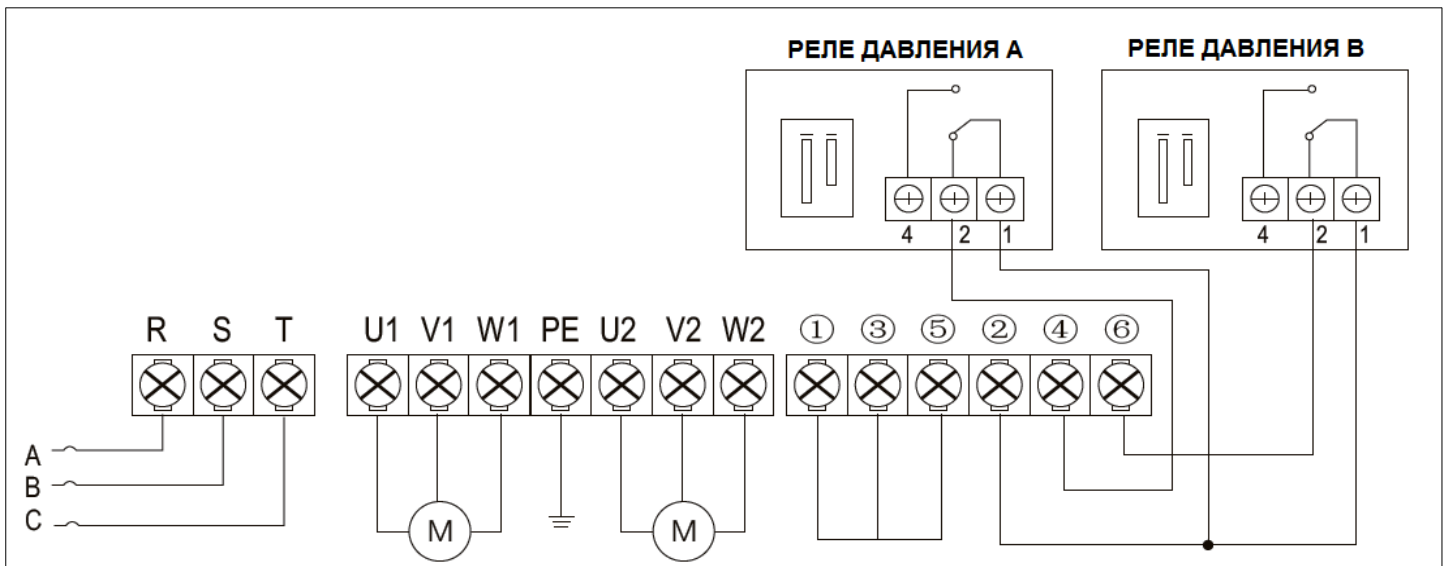 РЕЛЕ ДАВЛЕНИЯ А РЕЛЕ ДАВЛЕНИЯ В
4 2 1 4 2 1
R S T U1 V1 W1 PE U2 V2 W2 ① ③ ⑤ ② ④ ⑥
A
B
C
M M